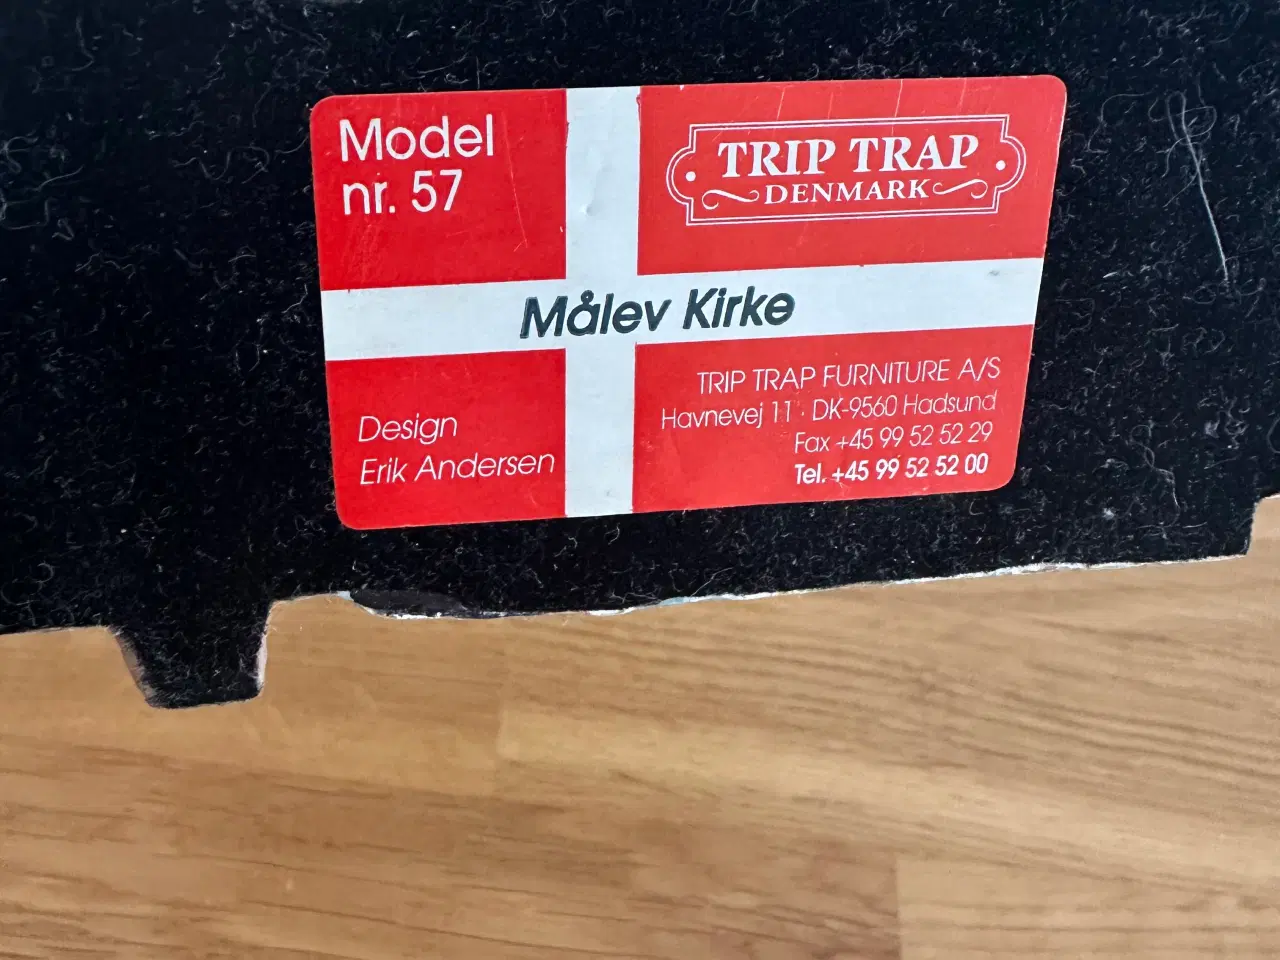 Model
nr. 57
TRIP TRAP
DENMARK
Målev Kirke
Design
Erik Andersen
TRIP TRAP FURNITURE A/S
Havnevej 11 · DK-9560 Hadsund
Fax +45 99 52 52 29
Tel. +45 99 52 52 00